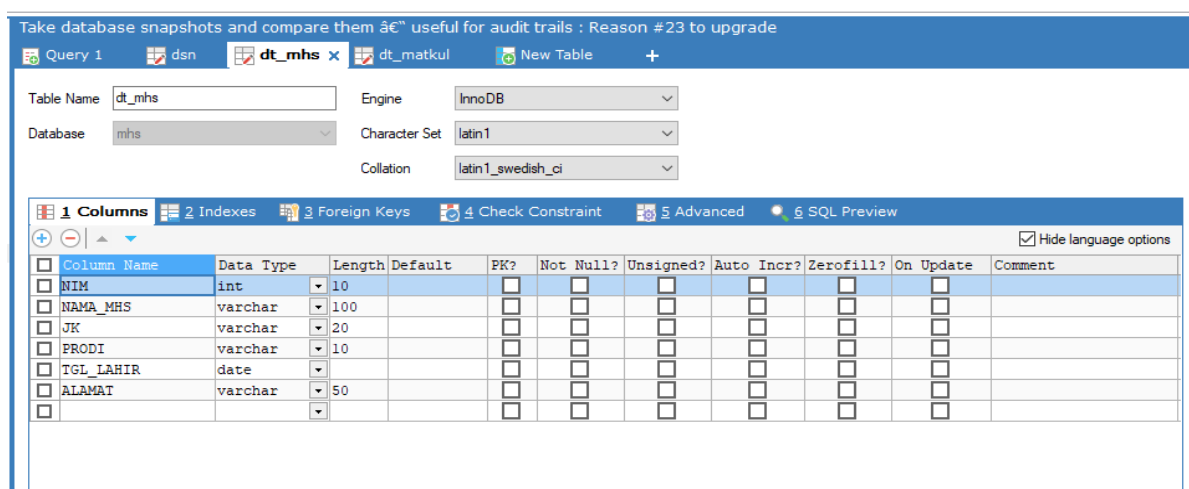 Take database snapshots and compare them â€“ useful for audit trails : Reason #23 to upgrade
Query 1 dsn dt_mhs x dt_matkul New Table +
Table Name dt_mhs Engine InnoDB
Database mhs Character Set latin1
Collation latin1_swedish_ci
1 Columns 2 Indexes 3 Foreign Keys 4 Check Constraint 5 Advanced 6 SQL Preview
Hide language options
Column Name Data Type Length Default PK? Not Null? Unsigned? Auto Incr? Zerofill? On Update Comment
NIM int 10
NAMA_MHS varchar 100
JK varchar 20
PRODI varchar 10
TGL_LAHIR date
ALAMAT varchar 50